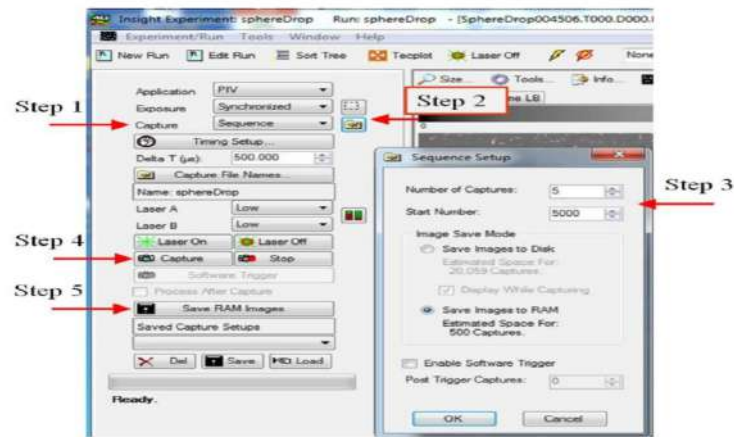 Insight Experiment: sphereDrop Run: sphereDrop - [SphereDrop004506.T000.D000.
Experiment/Run Tools Window Help
New Run Edit Run Sort Tree Tecplot Laser Off None
Size... Tools... Info...
LB
0
Step 1
Step 2
Application PIV
Exposure Synchronized
Capture Sequence
Timing Setup...
Delta T (µs): 500.000
Capture File Names...
Name: sphereDrop
Laser A Low
Laser B Low
Step 4
Laser On Laser Off
Capture Stop
Software Trigger
Step 5
Process After Capture
Save RAM Images
Saved Capture Setups
Del Save Load
Ready.
Sequence Setup
Step 3
Number of Captures: 5
Start Number: 5000
Image Save Mode
Save Images to Disk
Estimated Space For:
20,059 Captures.
Display While Capturing
Save Images to RAM
Estimated Space For:
500 Captures.
Enable Software Trigger
Post Trigger Captures: 0
OK Cancel